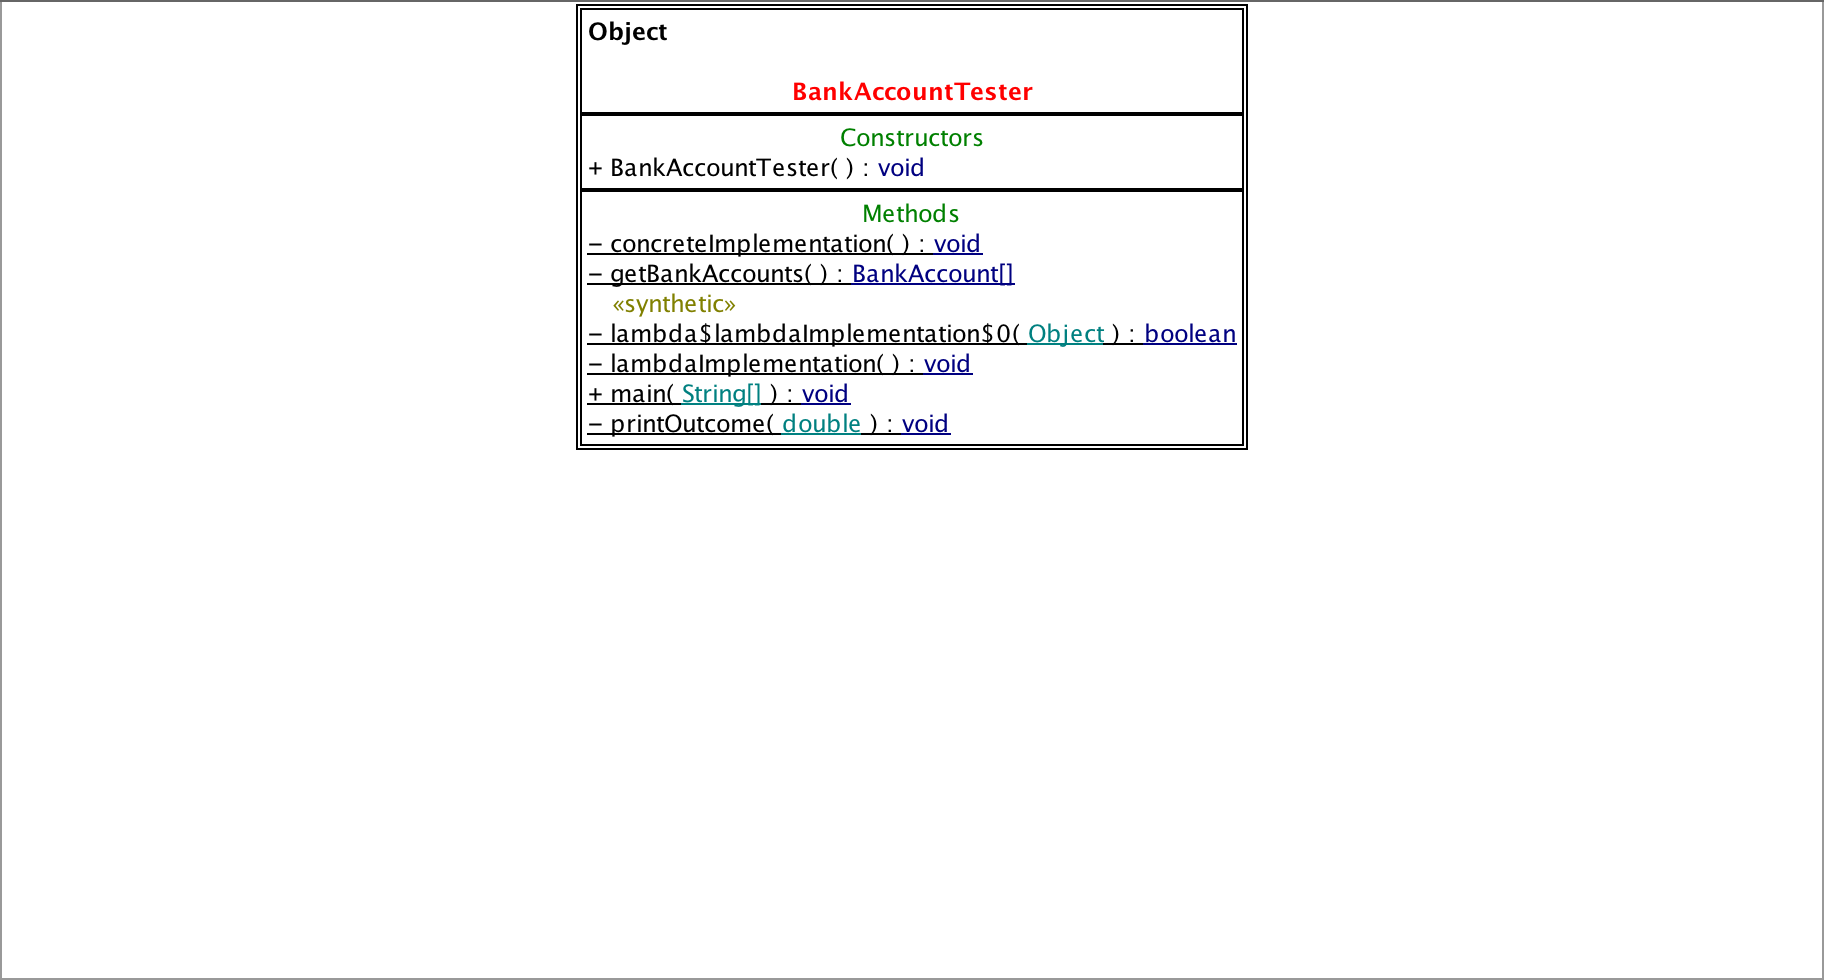 Object
BankAccountTester
Constructors
+ BankAccountTester( ) : void
Methods
– concreteImplementation( ) : void
– getBankAccounts( ) : BankAccount[]
«synthetic»
– lambda$lambdaImplementation$0( Object ) : boolean
– lambdaImplementation( ) : void
+ main( String[] ) : void
– printOutcome( double ) : void